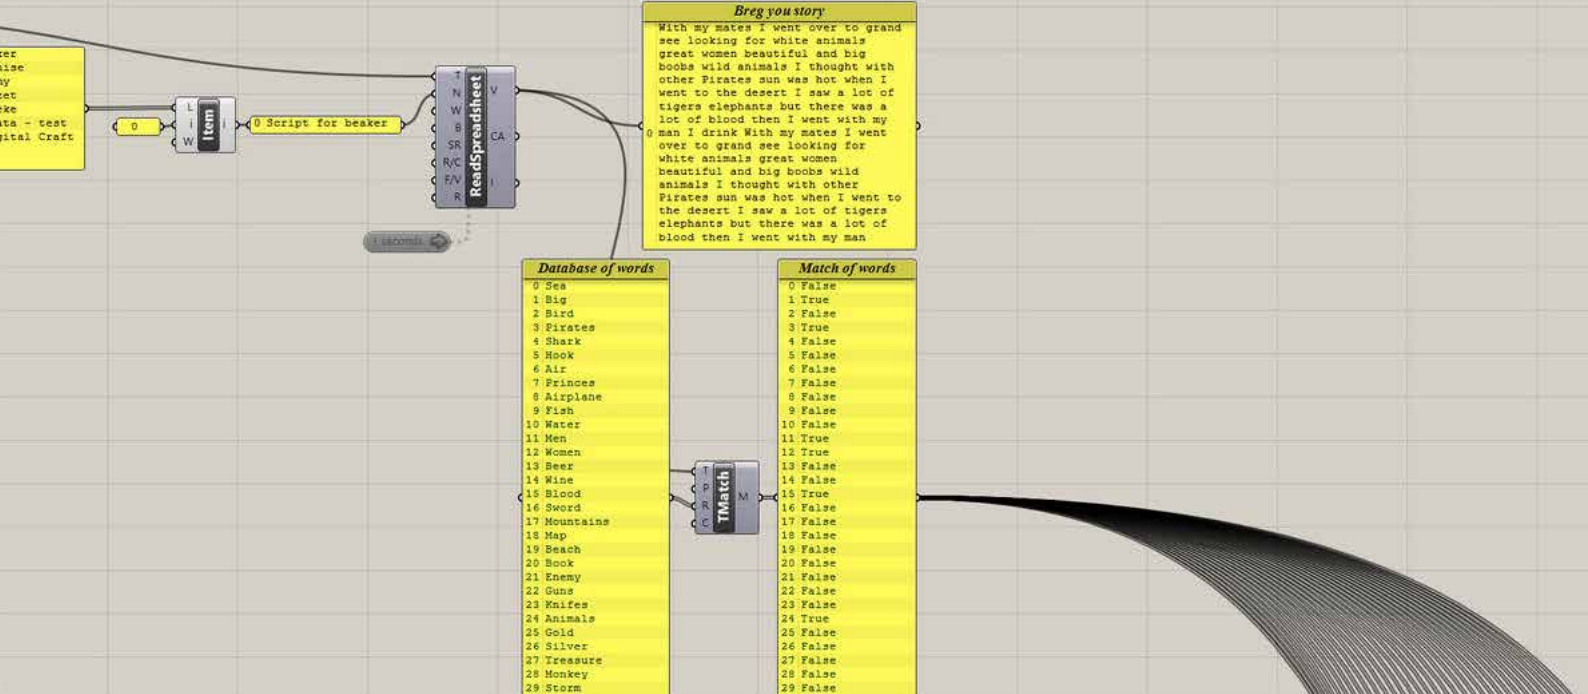 Breg you story
With my mates I went over to grand
see looking for white animals
great women beautiful and big
boobs wild animals I thought with
other Pirates sun was hot when I
went to the desert I saw a lot of
tigers elephants but there was a
lot of blood then I went with my
0 man I drink With my mates I went
over to grand see looking for
white animals great women
beautiful and big boobs wild
animals I thought with other
Pirates sun was hot when I went to
the desert I saw a lot of tigers
elephants but there was a lot of
blood then I went with my man
- test
Craft
0
L
i
W
Item
i
0 Script for beaker
T
N
W
B
SR
R/C
F/V
R
ReadSpreadsheet
V
CA
I
1 seconds
Database of words
0 Sea
1 Big
2 Bird
3 Pirates
4 Shark
5 Hook
6 Air
7 Princes
8 Airplane
9 Fish
10 Water
11 Men
12 Women
13 Beer
14 Wine
15 Blood
16 Sword
17 Mountains
18 Map
19 Beach
20 Book
21 Enemy
22 Guns
23 Knifes
24 Animals
25 Gold
26 Silver
27 Treasure
28 Monkey
29 Storm
T
P
R
C
TMatch
M
Match of words
0 False
1 True
2 False
3 True
4 False
5 False
6 False
7 False
8 False
9 False
10 False
11 True
12 True
13 False
14 False
15 True
16 False
17 False
18 False
19 False
20 False
21 False
22 False
23 False
24 True
25 False
26 False
27 False
28 False
29 False